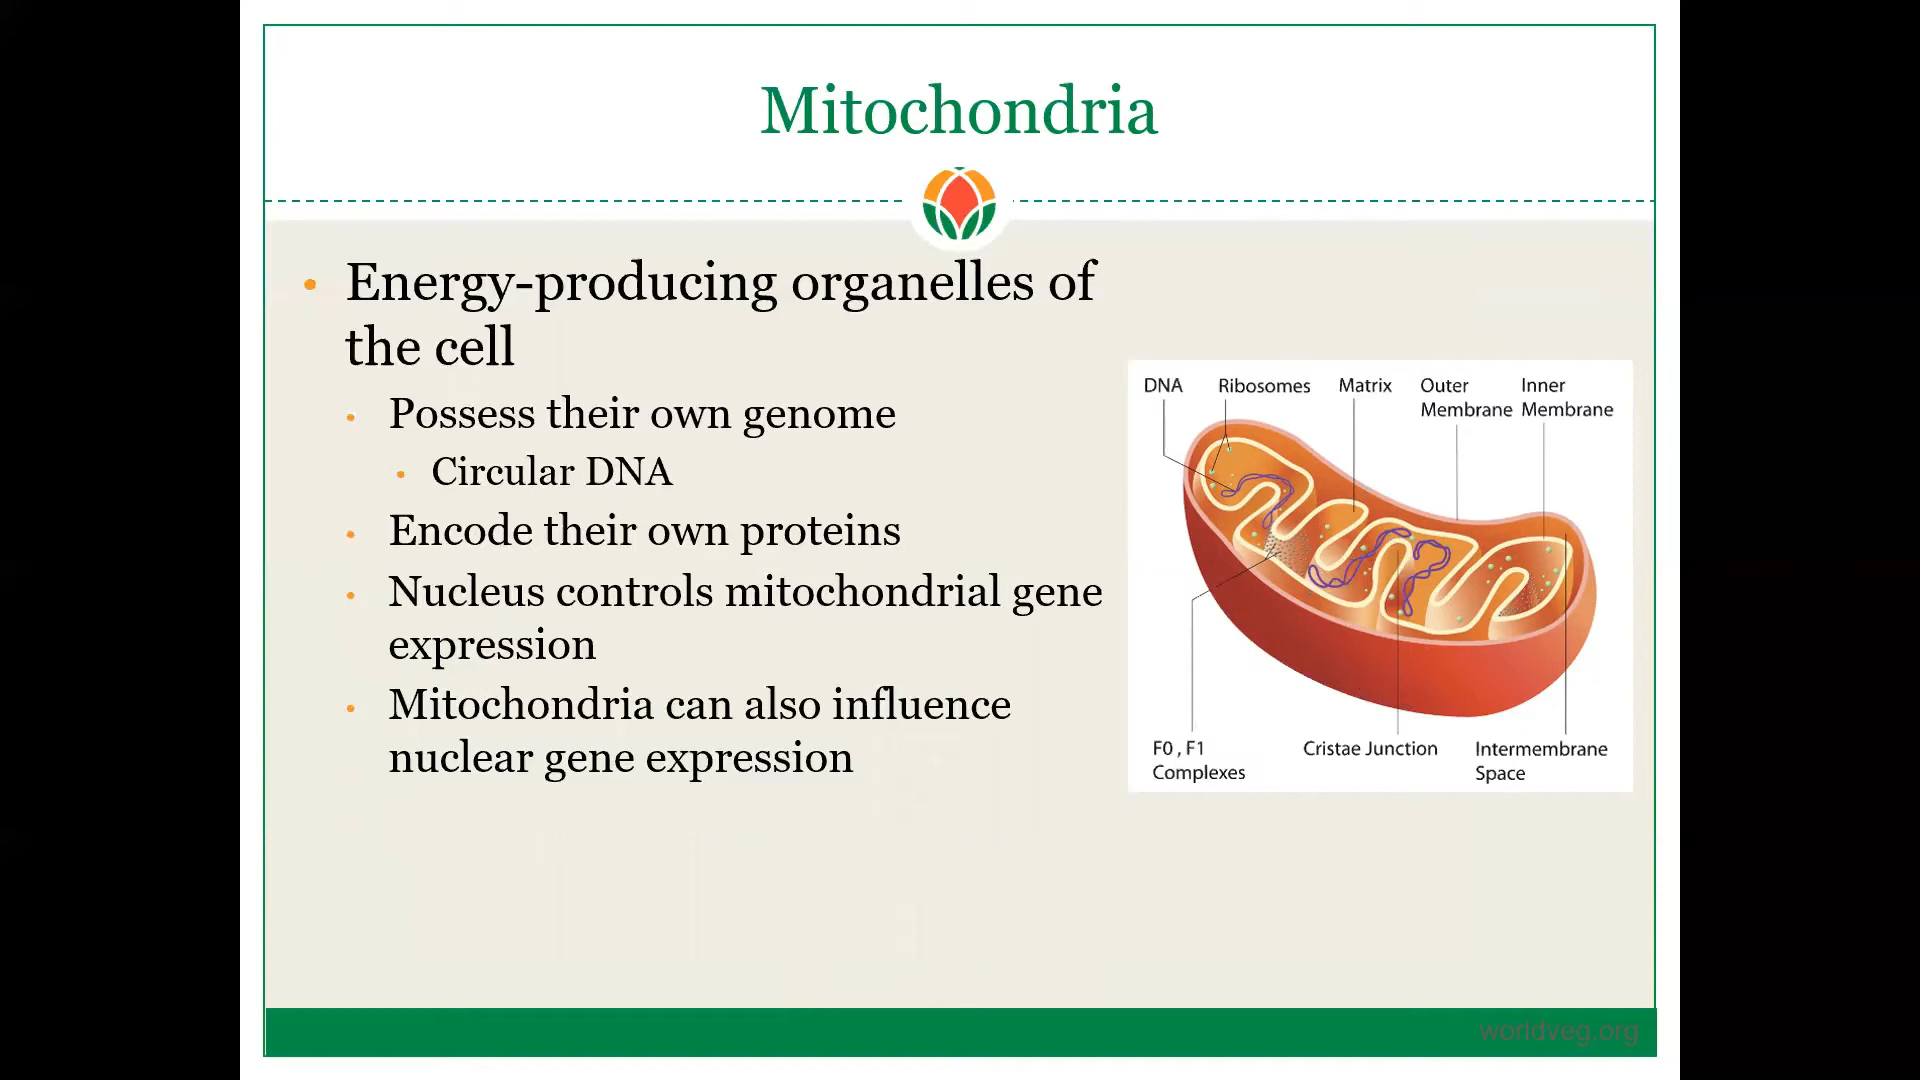 Mitochondria
• Energy-producing organelles of
the cell
• Possess their own genome
• Circular DNA
• Encode their own proteins
• Nucleus controls mitochondrial gene
expression
• Mitochondria can also influence
nuclear gene expression
DNA
Ribosomes
Matrix
Outer
Membrane
Inner
Membrane
F0 , F1
Complexes
Cristae Junction
Intermembrane
Space
worldveg.org